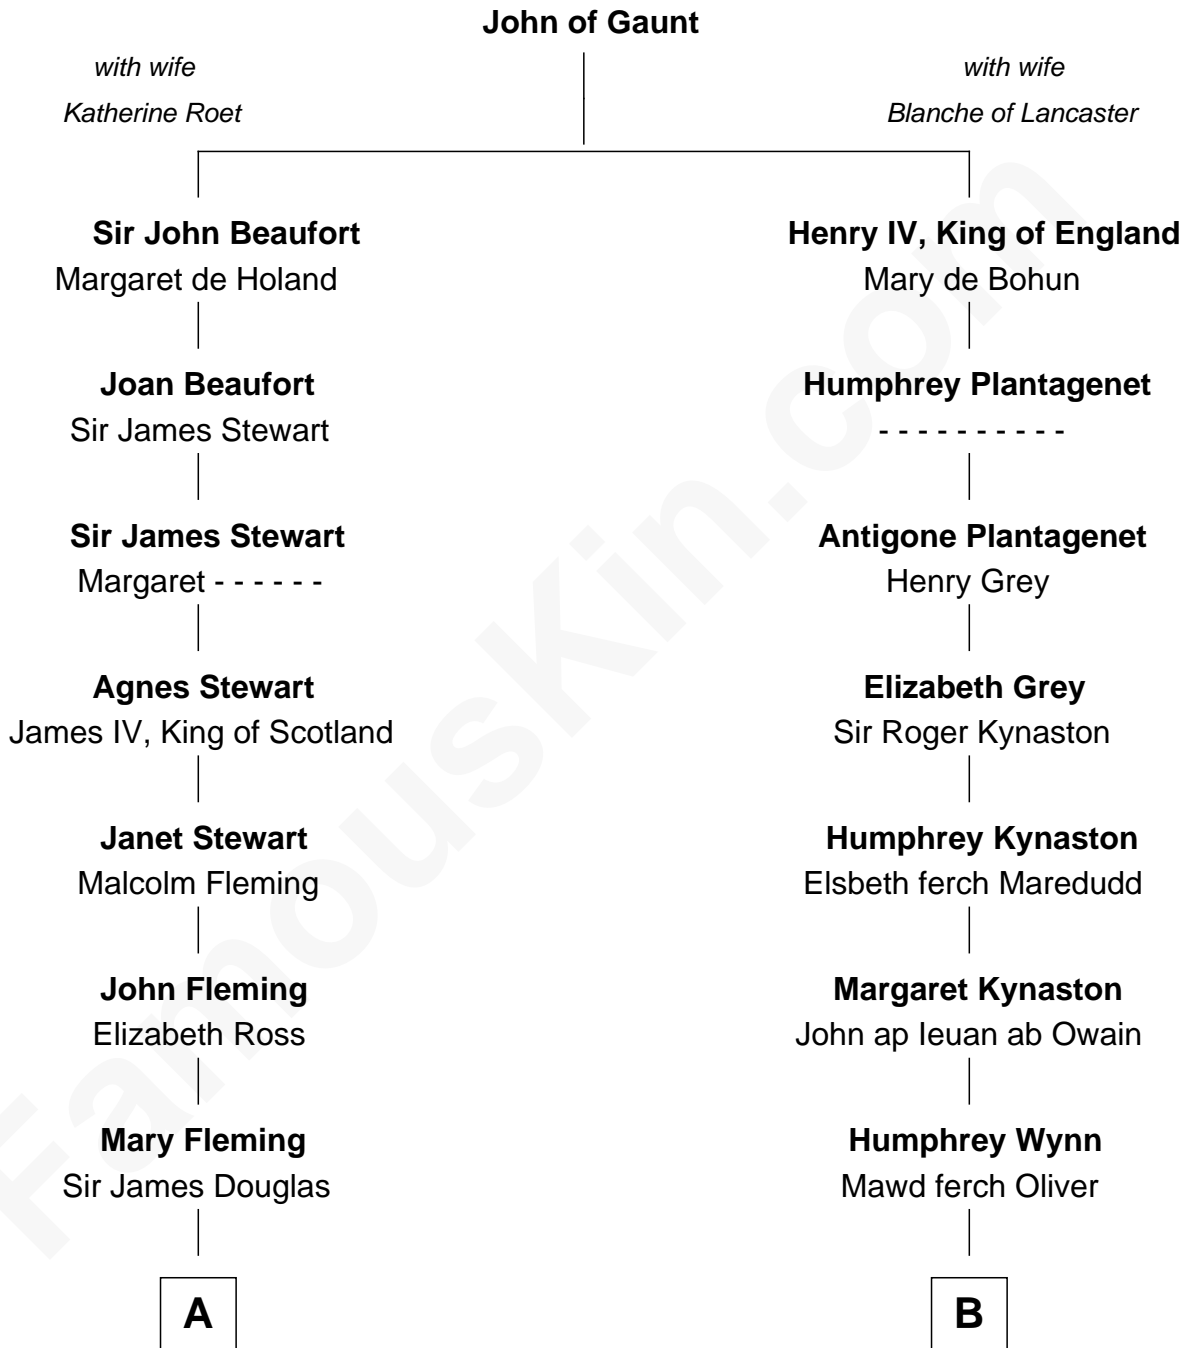 John of Gaunt
with wife
Katherine Roet
with wife
Blanche of Lancaster
Sir John Beaufort
Margaret de Holand
Henry IV, King of England
Mary de Bohun
Joan Beaufort
Sir James Stewart
Humphrey Plantagenet
- - - - - - - - - -
Sir James Stewart
Margaret - - - - - -
Antigone Plantagenet
Henry Grey
Agnes Stewart
James IV, King of Scotland
Elizabeth Grey
Sir Roger Kynaston
Janet Stewart
Malcolm Fleming
Humphrey Kynaston
Elsbeth ferch Maredudd
John Fleming
Elizabeth Ross
Margaret Kynaston
John ap Ieuan ab Owain
Mary Fleming
Sir James Douglas
Humphrey Wynn
Mawd ferch Oliver
A
B
FamousKin.com